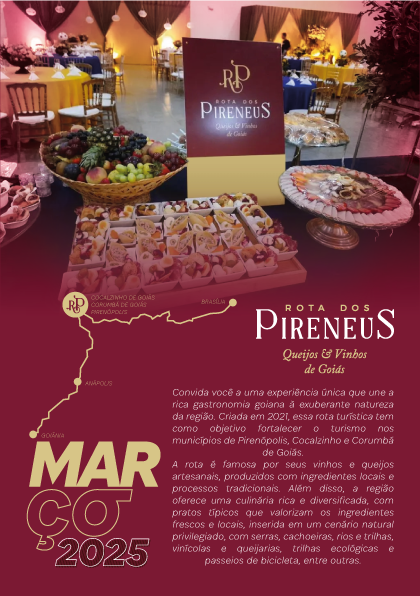 RP
ROTA DOS
PIRENEUS
Queijos & Vinhos
de Goiás
RP
COCALZINHO DE GOIÁS
CORUMBÁ DE GOIÁS
PIRENÓPOLIS
BRASÍLIA
ANÁPOLIS
GOIÂNIA
ROTA DOS
PIRENEUS
Queijos & Vinhos
de Goiás
Convida você a uma experiência única que une a
rica gastronomia goiana à exuberante natureza
da região. Criada em 2021, essa rota turística tem
como objetivo fortalecer o turismo nos
municípios de Pirenópolis, Cocalzinho e Corumbá
de Goiás.
A rota é famosa por seus vinhos e queijos
artesanais, produzidos com ingredientes locais e
processos tradicionais. Além disso, a região
oferece uma culinária rica e diversificada, com
pratos típicos que valorizam os ingredientes
frescos e locais, inserida em um cenário natural
privilegiado, com serras, cachoeiras, rios e trilhas,
vinícolas e queijarias, trilhas ecológicas e
passeios de bicicleta, entre outras.
MAR
ÇO
2025